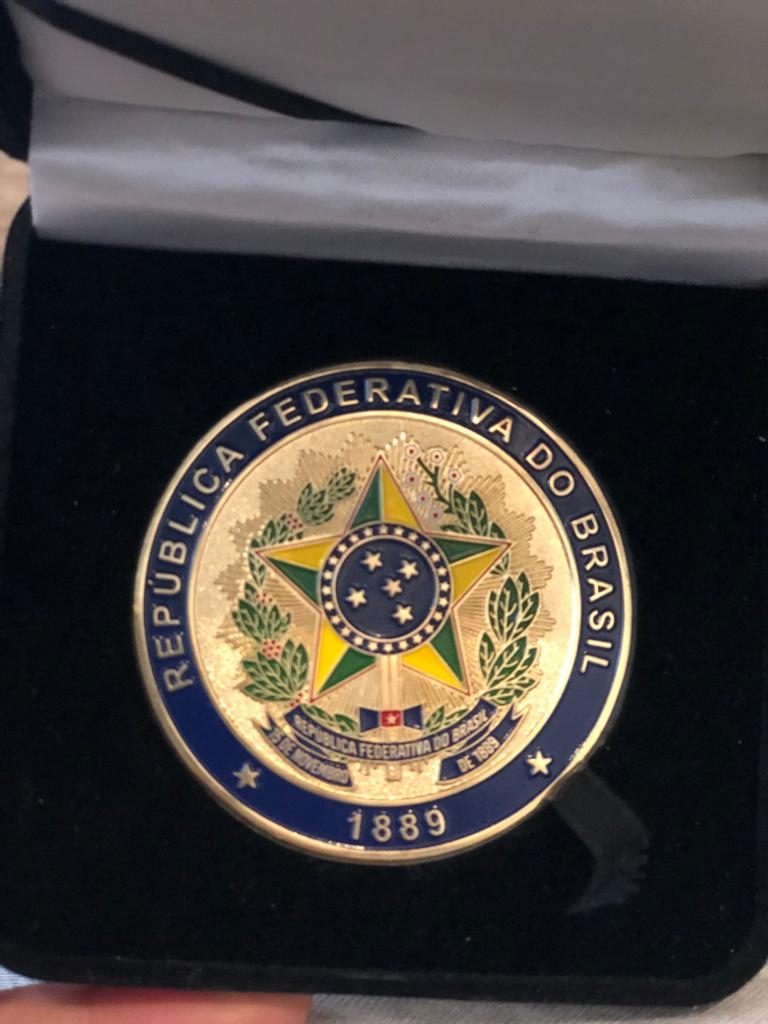 REPÚBLICA FEDERATIVA DO BRASIL
REPÚBLICA FEDERATIVA DO BRASIL
15 DE NOVEMBRO DE 1889
1889